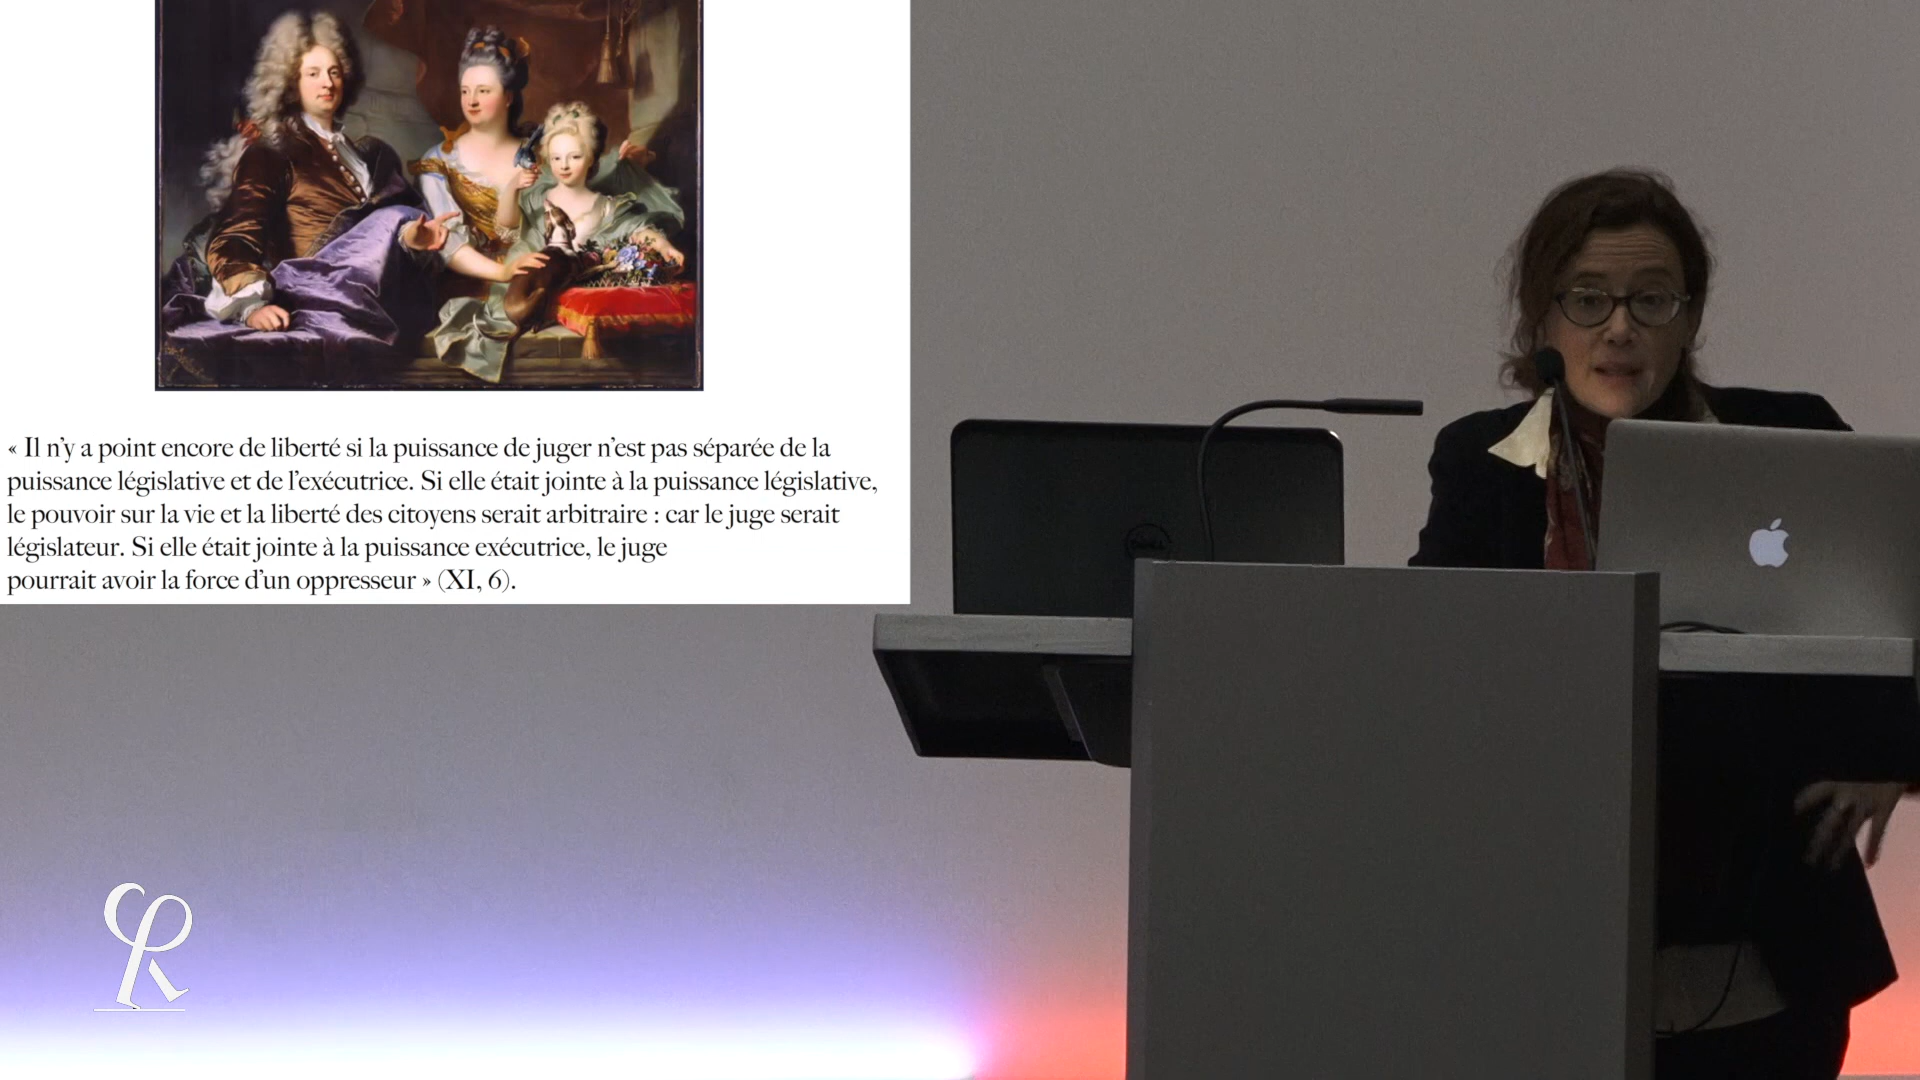 « Il n’y a point encore de liberté si la puissance de juger n’est pas séparée de la
puissance législative et de l’exécutrice. Si elle était jointe à la puissance législative,
le pouvoir sur la vie et la liberté des citoyens serait arbitraire : car le juge serait
législateur. Si elle était jointe à la puissance exécutrice, le juge
pourrait avoir la force d’un oppresseur » (XI, 6).
DELL